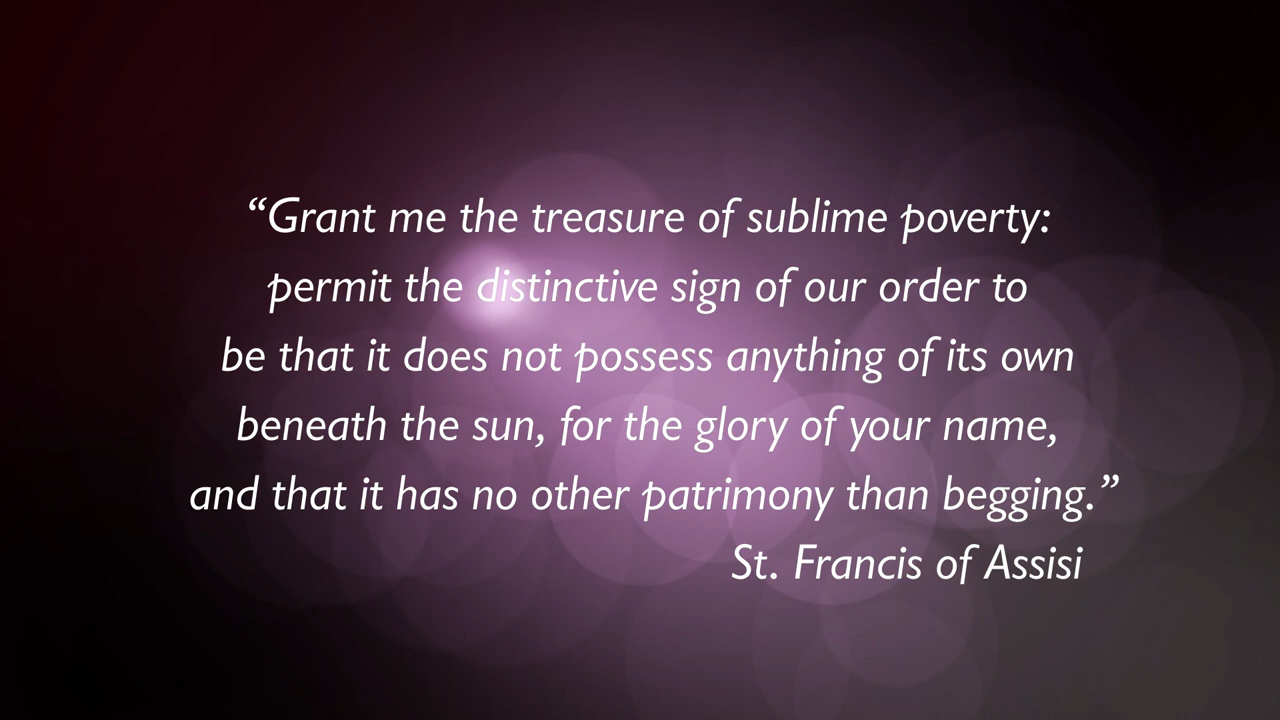 “Grant me the treasure of sublime poverty:
permit the distinctive sign of our order to
be that it does not possess anything of its own
beneath the sun, for the glory of your name,
and that it has no other patrimony than begging.”
St. Francis of Assisi